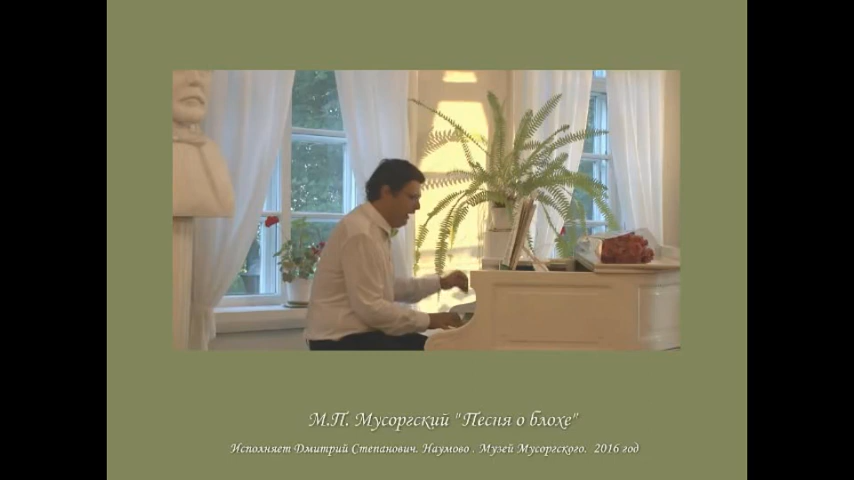 М.П. Мусоргский "Песня о блохе"
Исполняет Дмитрий Степанович. Наумово . Музей Мусоргского. 2016 год